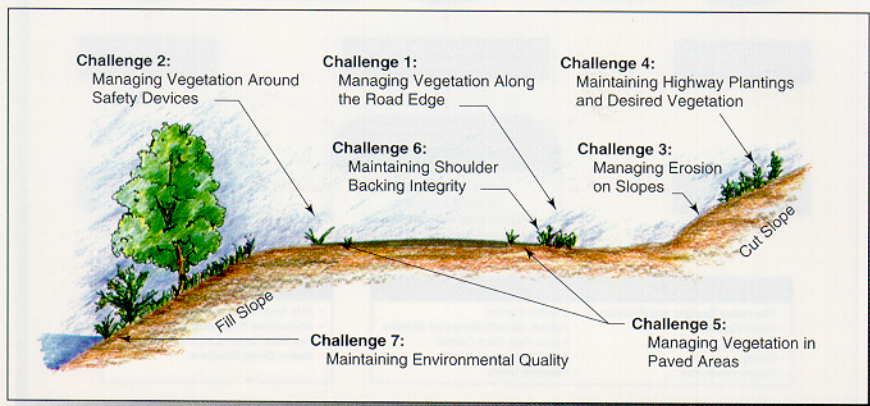 Challenge 2:
Managing Vegetation Around
Safety Devices
Challenge 1:
Managing Vegetation Along
the Road Edge
Challenge 4:
Maintaining Highway Plantings
and Desired Vegetation
Challenge 6:
Maintaining Shoulder
Backing Integrity
Challenge 3:
Managing Erosion
on Slopes
Cut Slope
Fill Slope
Challenge 7:
Maintaining Environmental Quality
Challenge 5:
Managing Vegetation in
Paved Areas